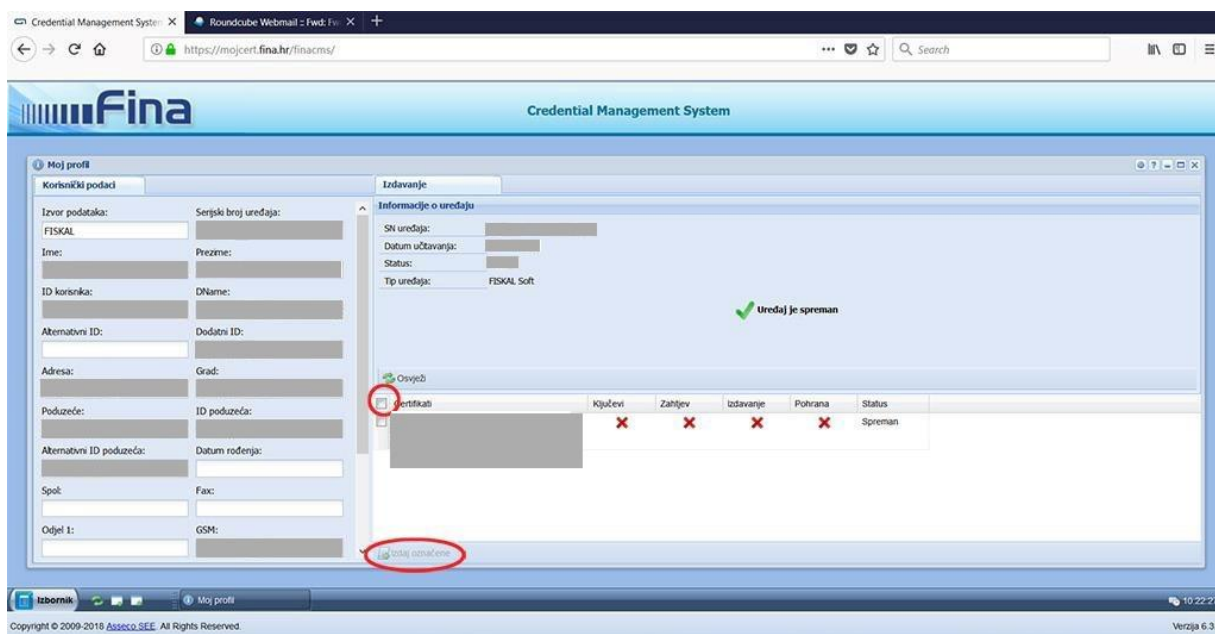 Credential Management System
Roundcube Webmail :: Fwd: Fw
https://mojcert.fina.hr/finacms/
Search
Fina
Credential Management System
Moj profil
Korisnički podaci
Izdavanje
Izvor podataka:
Serijski broj uređaja:
FISKAL
Ime:
Prezime:
ID korisnika:
DName:
Alternativni ID:
Dodatni ID:
Adresa:
Grad:
Poduzeće:
ID poduzeća:
Alternativni ID poduzeća:
Datum rođenja:
Spol:
Fax:
Odjel 1:
GSM:
Informacije o uređaju
SN uređaja:
Datum učitavanja:
Status:
Tip uređaja: FISKAL Soft
Uređaj je spreman
Osvježi
Certifikati Ključevi Zahtjev Izdavanje Pohrana Status
Spreman
Izdaj označene
Izbornik
Moj profil
10:22:27
Copyright © 2009-2018 Asseco SEE. All Rights Reserved.
Verzija 6.3